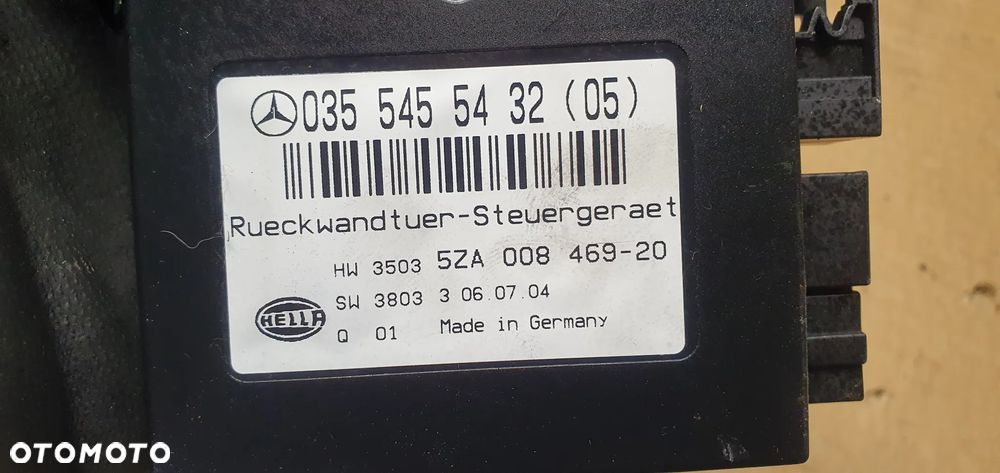 035 545 54 32 (05)
Rueckwandtuer-Steuergeraet
HW 3503 5ZA 008 469-20
SW 3803 3 06.07.04
HELLA
Q 01 Made in Germany
OTOMOTO